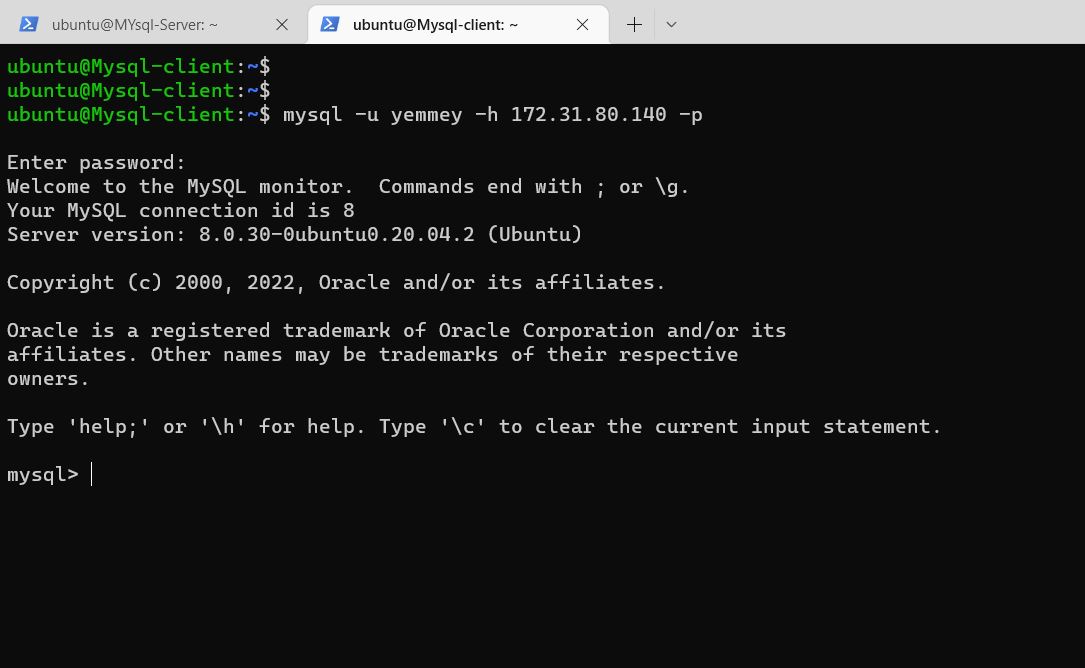 ubuntu@MYsql-Server: ~
ubuntu@Mysql-client: ~
ubuntu@Mysql-client:~$
ubuntu@Mysql-client:~$
ubuntu@Mysql-client:~$ mysql -u yemmey -h 172.31.80.140 -p
Enter password:
Welcome to the MySQL monitor.  Commands end with ; or \g.
Your MySQL connection id is 8
Server version: 8.0.30-0ubuntu0.20.04.2 (Ubuntu)
Copyright (c) 2000, 2022, Oracle and/or its affiliates.
Oracle is a registered trademark of Oracle Corporation and/or its
affiliates. Other names may be trademarks of their respective
owners.
Type 'help;' or '\h' for help. Type '\c' to clear the current input statement.
mysql>